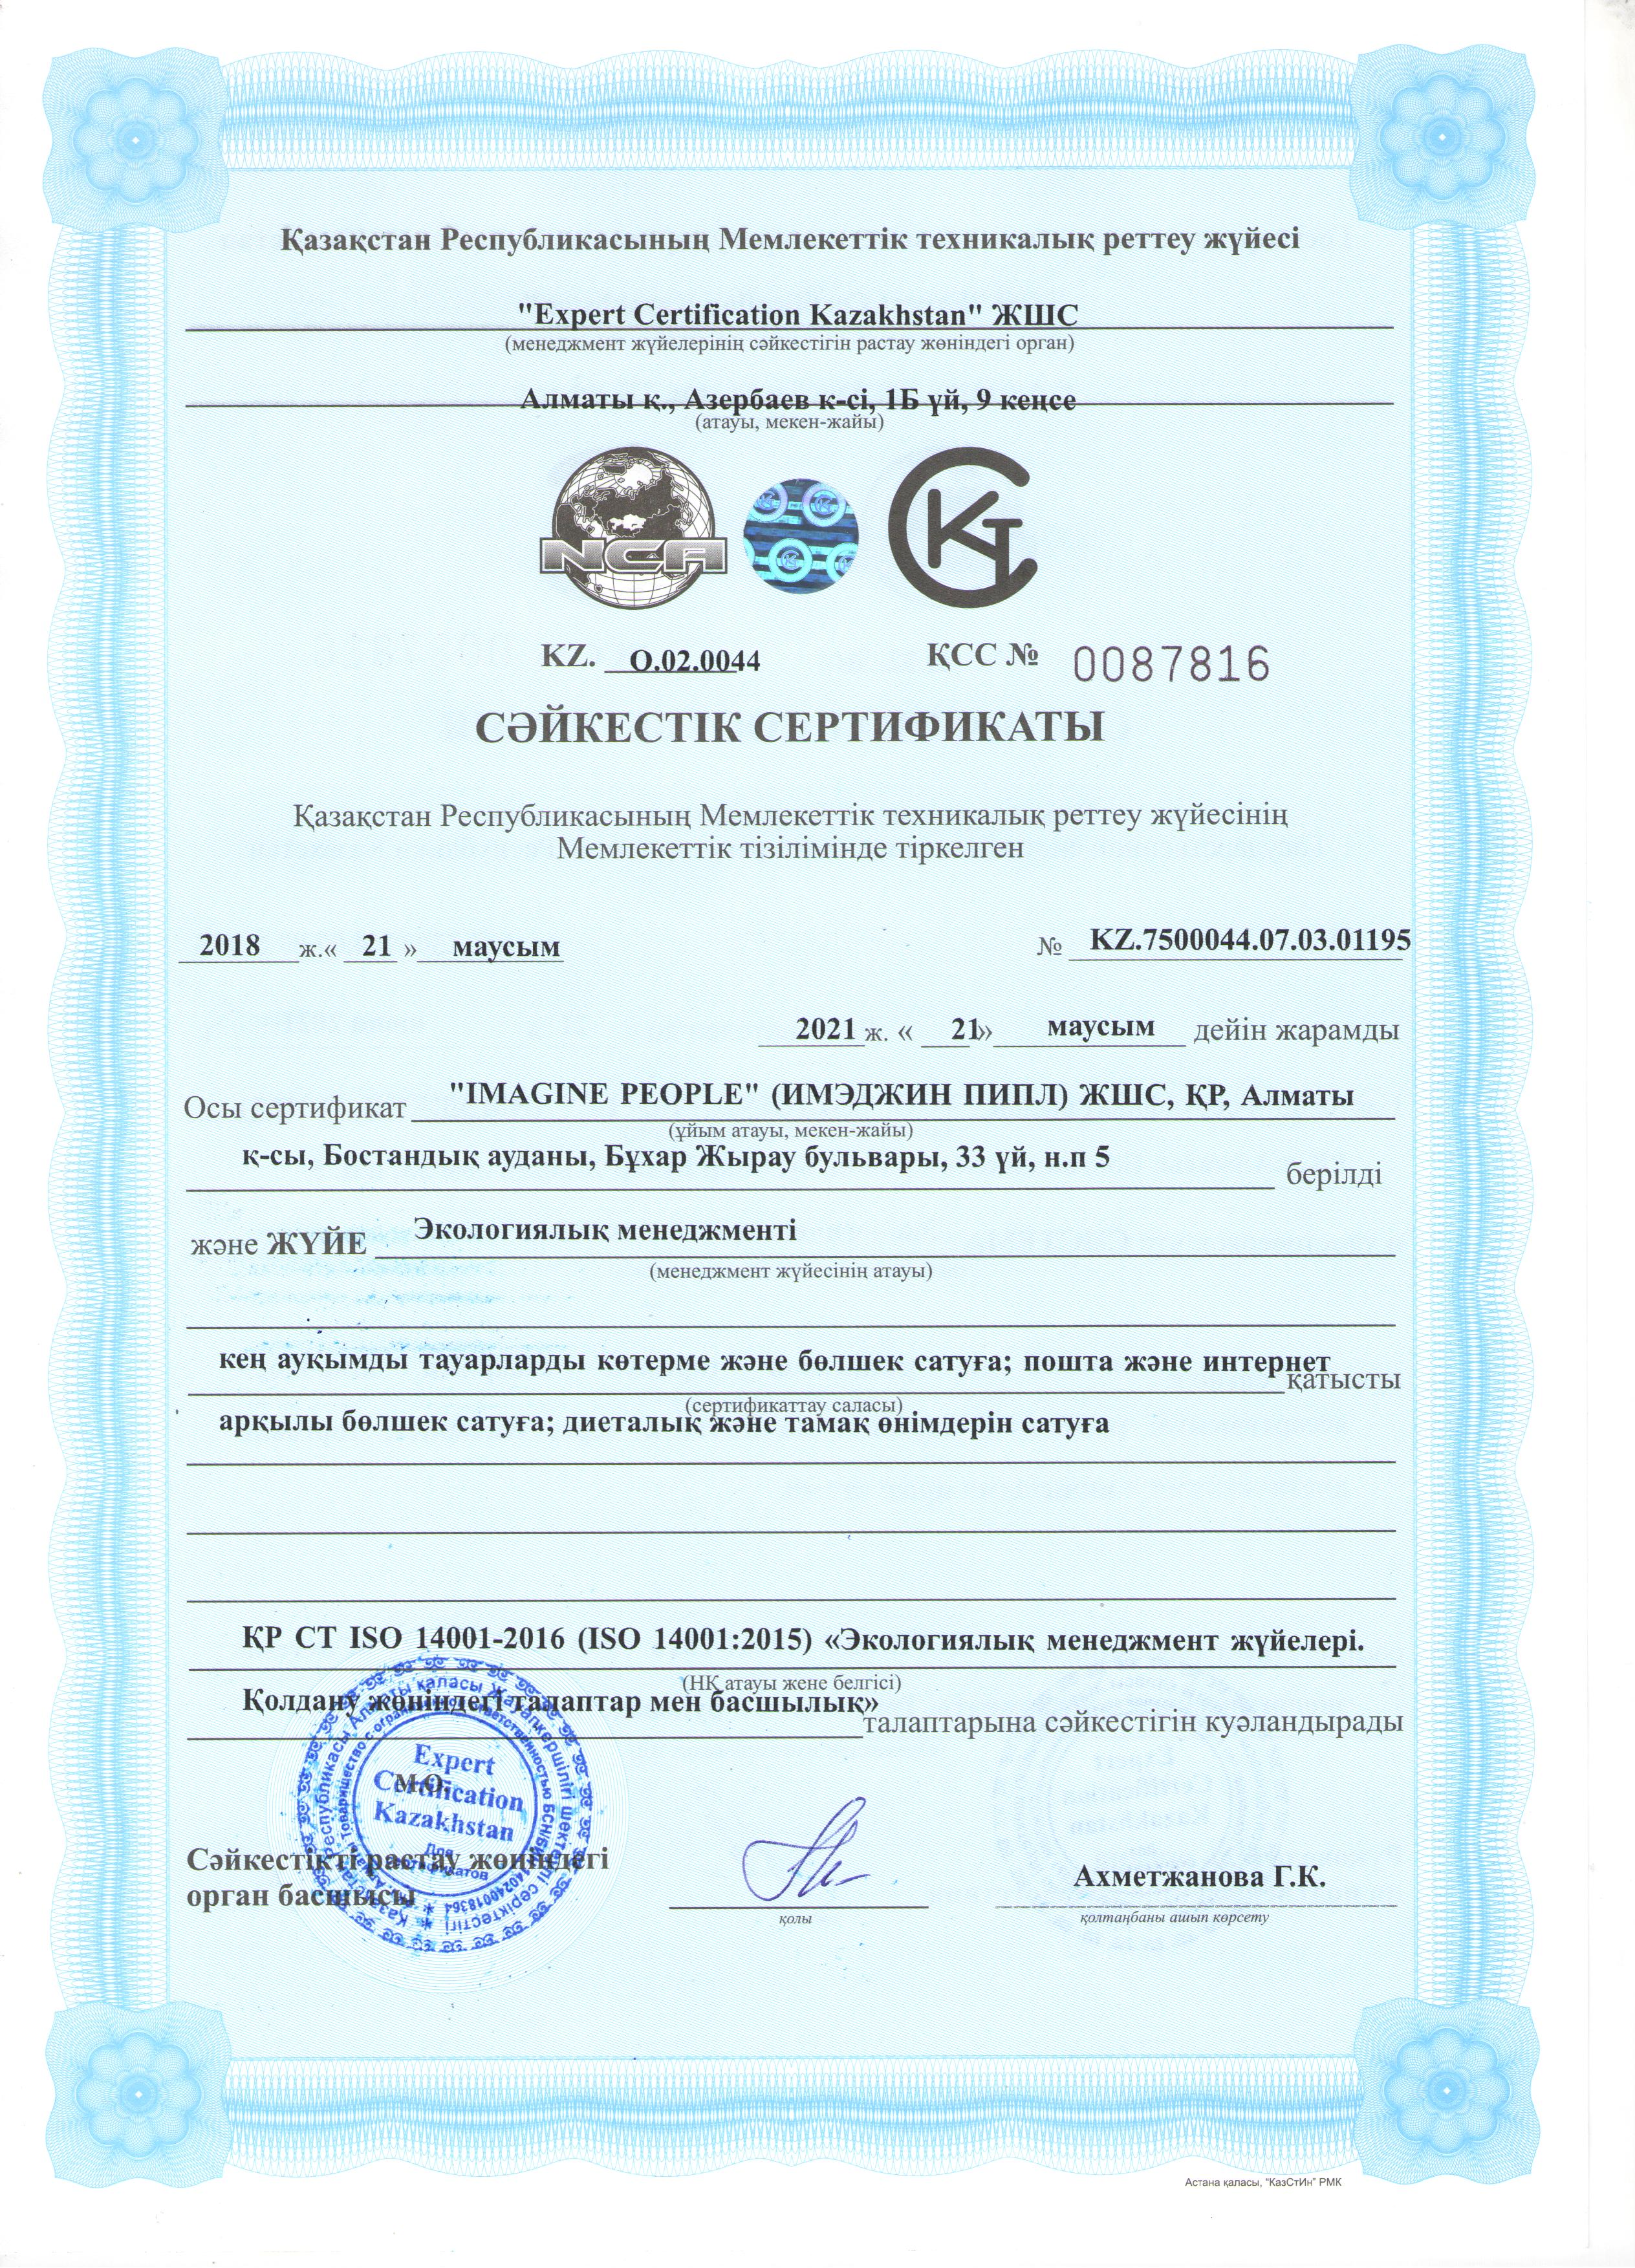 Қазақстан Республикасының Мемлекеттік техникалық реттеу жүйесі
"Expert Certification Kazakhstan" ЖШС
(менеджмент жүйелерінің сәйкестігін растау жөніндегі орган)
Алматы қ., Азербаев к-сі, 1Б үй, 9 кеңсе
(атауы, мекен-жайы)
NCA
KZ. О.02.0044 ҚСС № 0087816
СӘЙКЕСТІК СЕРТИФИКАТЫ
Қазақстан Республикасының Мемлекеттік техникалық реттеу жүйесінің
Мемлекеттік тізілімінде тіркелген
2018 ж.« 21 » маусым № KZ.7500044.07.03.01195
2021 ж. « 21» маусым дейін жарамды
Осы сертификат "IMAGINE PEOPLE" (ИМЭДЖИН ПИПЛ) ЖШС, ҚР, Алматы
(ұйым атауы, мекен-жайы)
қ-сы, Бостандық ауданы, Бұхар Жырау бульвары, 33 үй, н.п 5 берілді
және ЖҮЙЕ Экологиялық менеджменті
(менеджмент жүйесінің атауы)
кең ауқымды тауарларды көтерме және бөлшек сатуға; пошта және интернет қатысты
(сертификаттау саласы)
арқылы бөлшек сатуға; диеталық және тамақ өнімдерін сатуға
ҚР СТ ISO 14001-2016 (ISO 14001:2015) «Экологиялық менеджмент жүйелері.
(НҚ атауы жене белгісі)
Қолдану жөніндегі талаптар мен басшылық» талаптарына сәйкестігін куәландырады
М.О.
Expert
Certification
Kazakhstan
Для
сертификатов
Сәйкестікті растау жөніндегі
орган басшысы
Ахметжанова Г.К.
қолы қолтаңбаны ашып көрсету
Астана қаласы, "КазСтИн" РМК